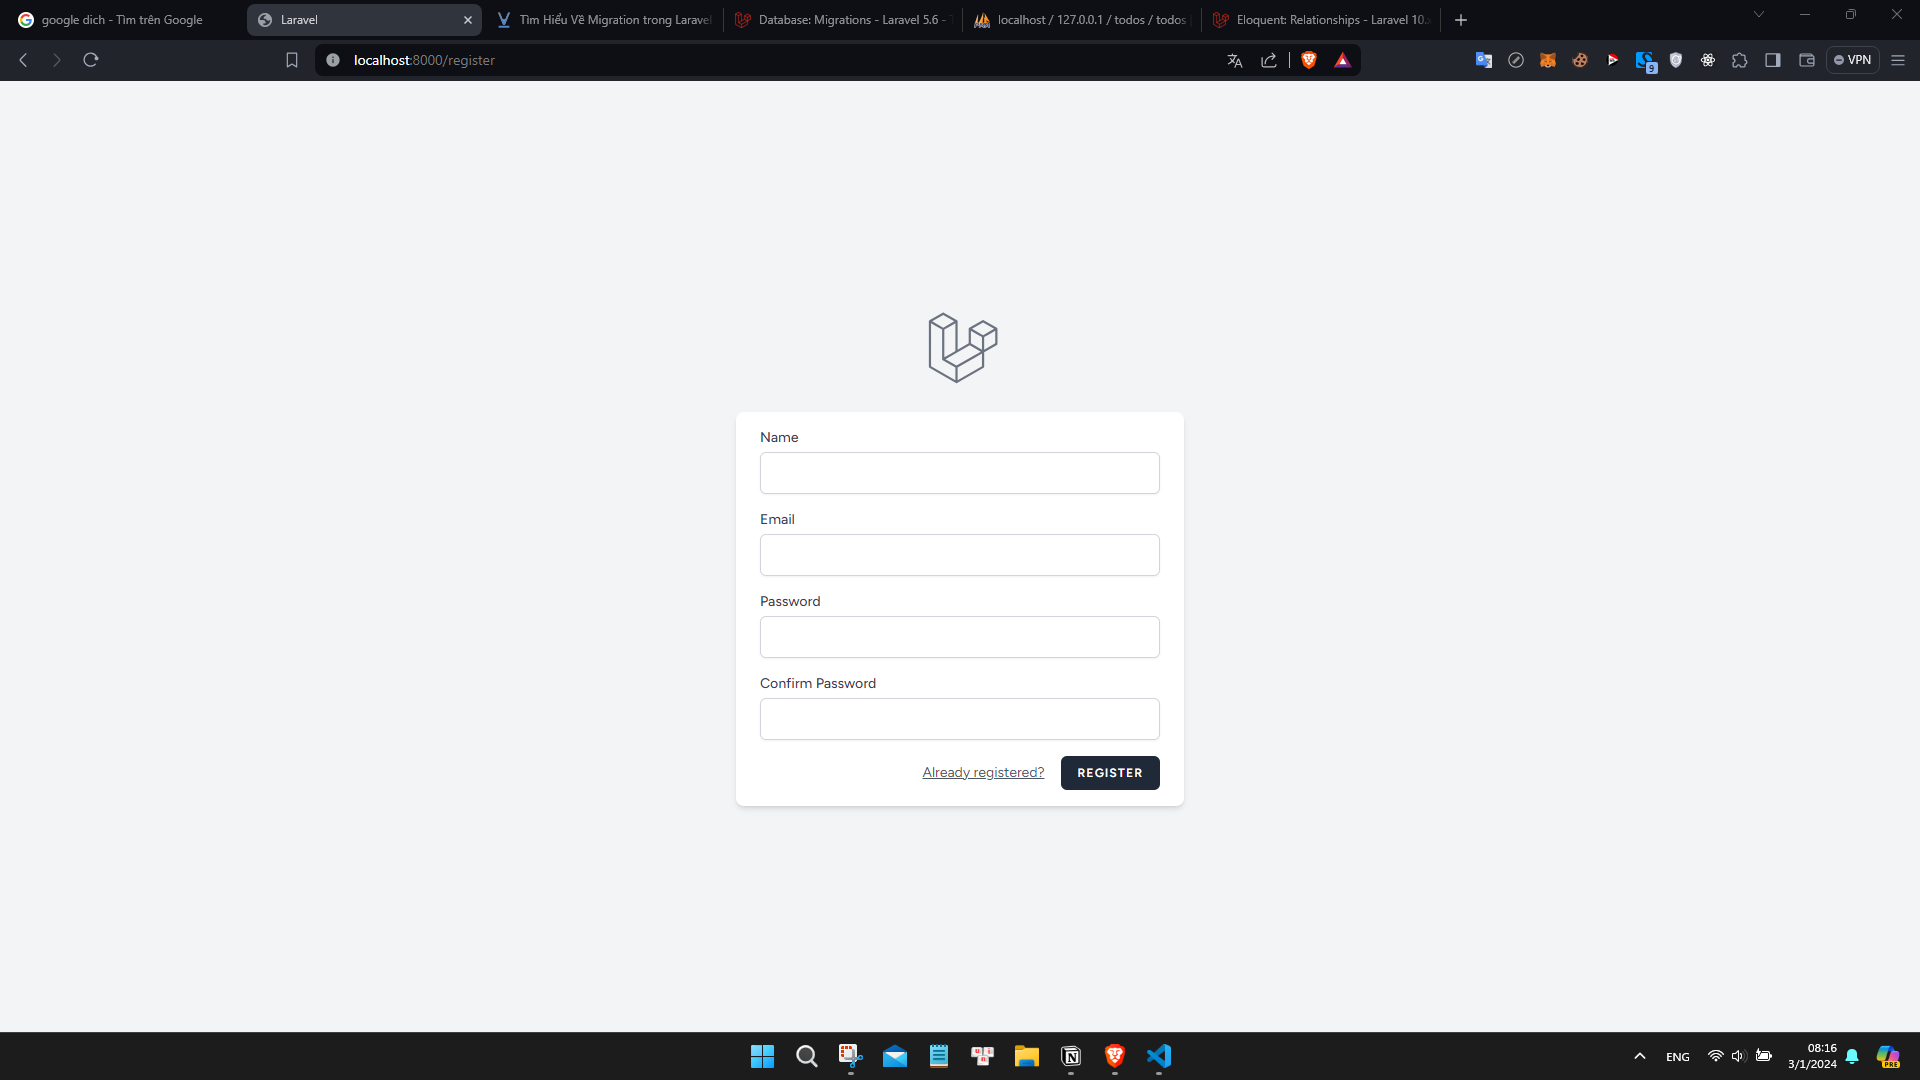 google dich - Tìm trên Google
Laravel
Tìm Hiểu Về Migration trong Laravel
Database: Migrations - Laravel 5.6 -
localhost / 127.0.0.1 / todos / todos
Eloquent: Relationships - Laravel 10.
localhost:8000/register
9
VPN
Name
Email
Password
Confirm Password
Already registered?
REGISTER
ENG
08:16
3/1/2024
PRE